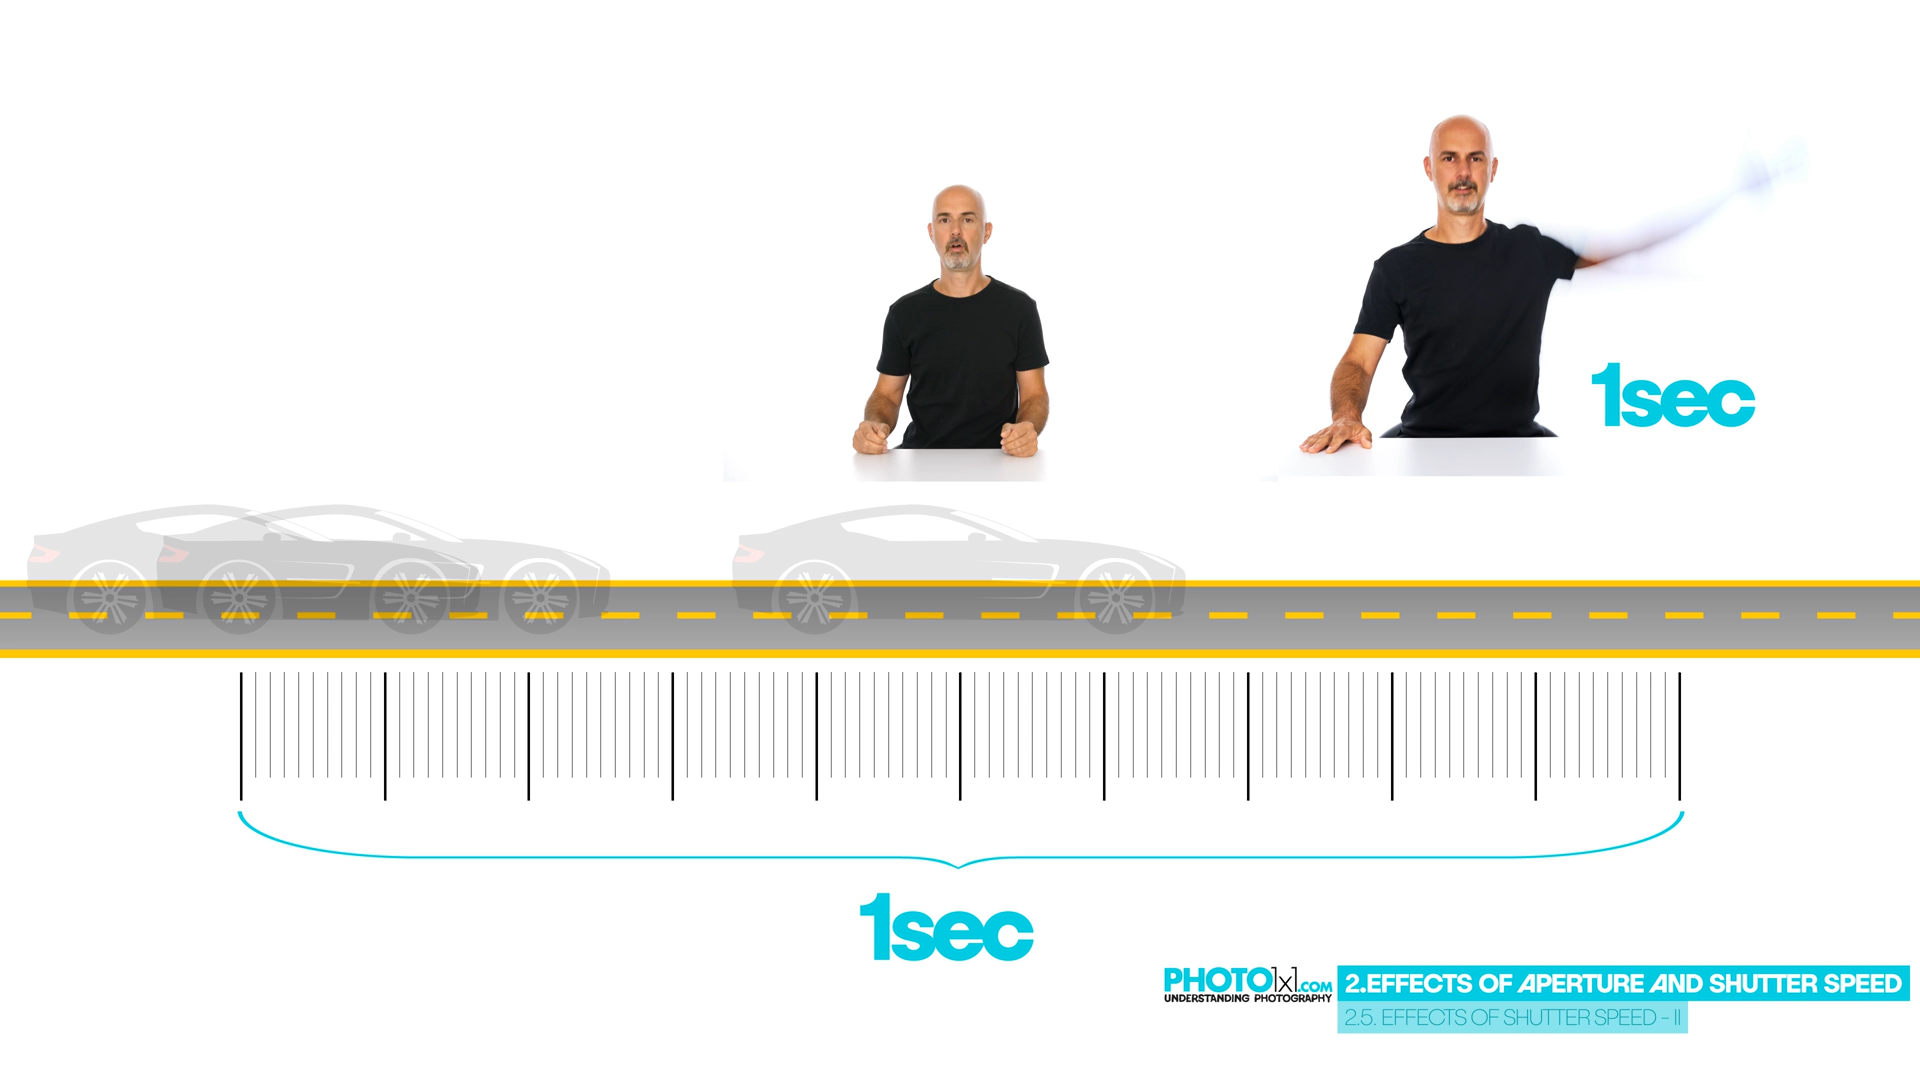 1sec
1sec
PHOTO[x].COM
UNDERSTANDING PHOTOGRAPHY
2.EFFECTS OF APERTURE AND SHUTTER SPEED
2.5. EFFECTS OF SHUTTER SPEED - II